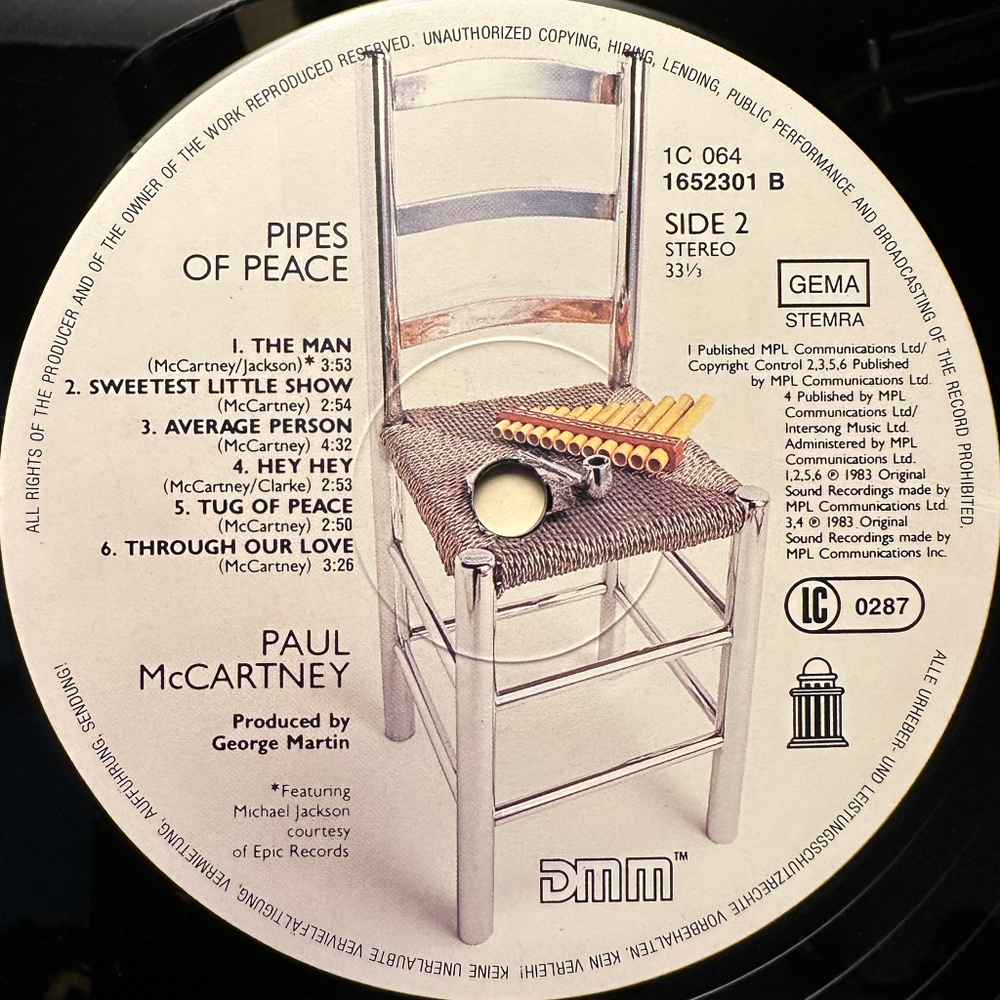 ALL RIGHTS OF THE PRODUCER AND OF THE OWNER OF THE WORK REPRODUCED RESERVED. UNAUTHORIZED COPYING, HIRING, LENDING, PUBLIC PERFORMANCE AND BROADCASTING OF THE RECORD PROHIBITED.
1C 064
1652301 B
SIDE 2
STEREO
33⅓
PIPES
OF PEACE
GEMA
STEMRA
1. THE MAN
(McCartney/Jackson)* 3:53
2. SWEETEST LITTLE SHOW
(McCartney) 2:54
3. AVERAGE PERSON
(McCartney) 4:32
4. HEY HEY
(McCartney/Clarke) 2:53
5. TUG OF PEACE
(McCartney) 2:50
6. THROUGH OUR LOVE
(McCartney) 3:26
1 Published MPL Communications Ltd/
Copyright Control 2,3,5,6 Published
by MPL Communications Ltd.
4 Published by MPL
Communications Ltd/
Intersong Music Ltd.
Administered by MPL
Communications Ltd.
1,2,5,6 ℗ 1983 Original
Sound Recordings made by
MPL Communications Ltd.
3,4 ℗ 1983 Original
Sound Recordings made by
MPL Communications Inc.
LC 0287
PAUL
McCARTNEY
Produced by
George Martin
*Featuring
Michael Jackson
courtesy
of Epic Records
DMM™
ALLE URHEBER- UND LEISTUNGSSCHUTZRECHTE VORBEHALTEN. KEIN VERLEIH! KEINE UNERLAUBTE VERVIELFÄLTIGUNG, VERMIETUNG, AUFFÜHRUNG, SENDUNG!